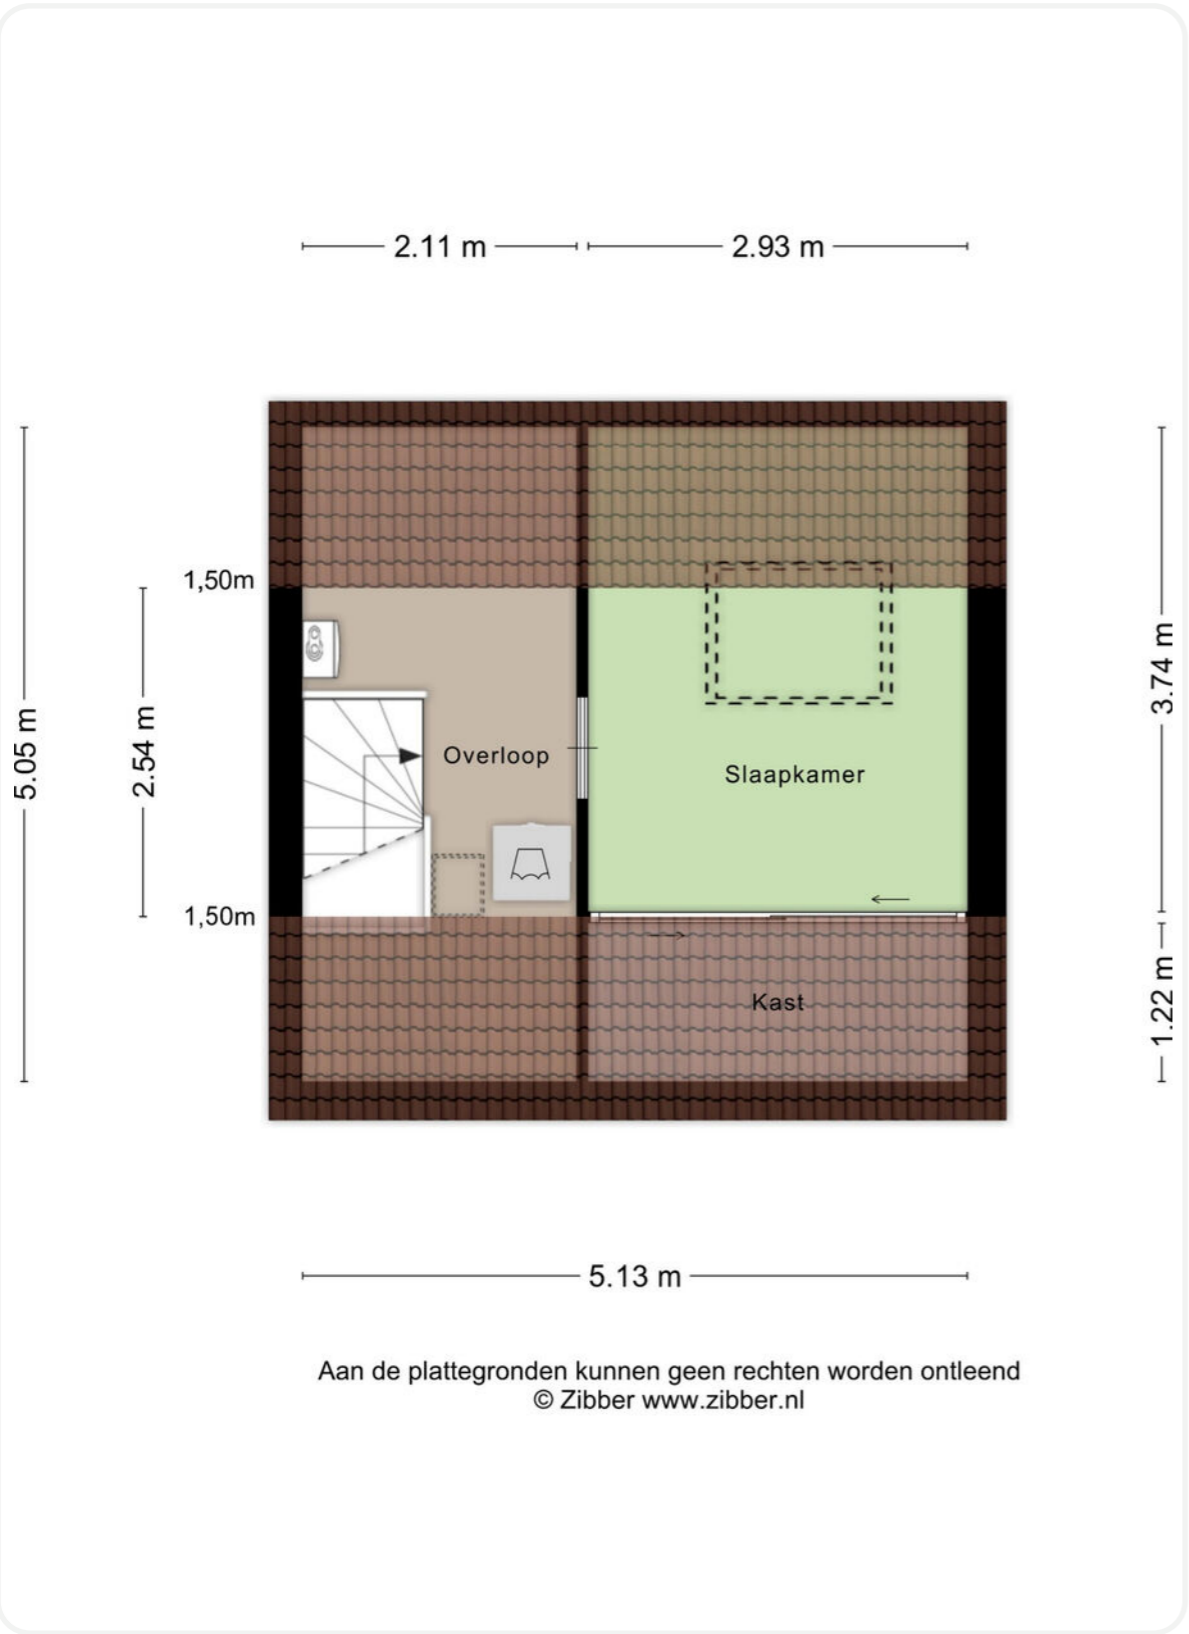 2.11 m
2.93 m
1,50m
5.05 m
2.54 m
3.74 m
Overloop
Slaapkamer
1,50m
1.22 m
Kast
5.13 m
Aan de plattegronden kunnen geen rechten worden ontleend
© Zibber www.zibber.nl